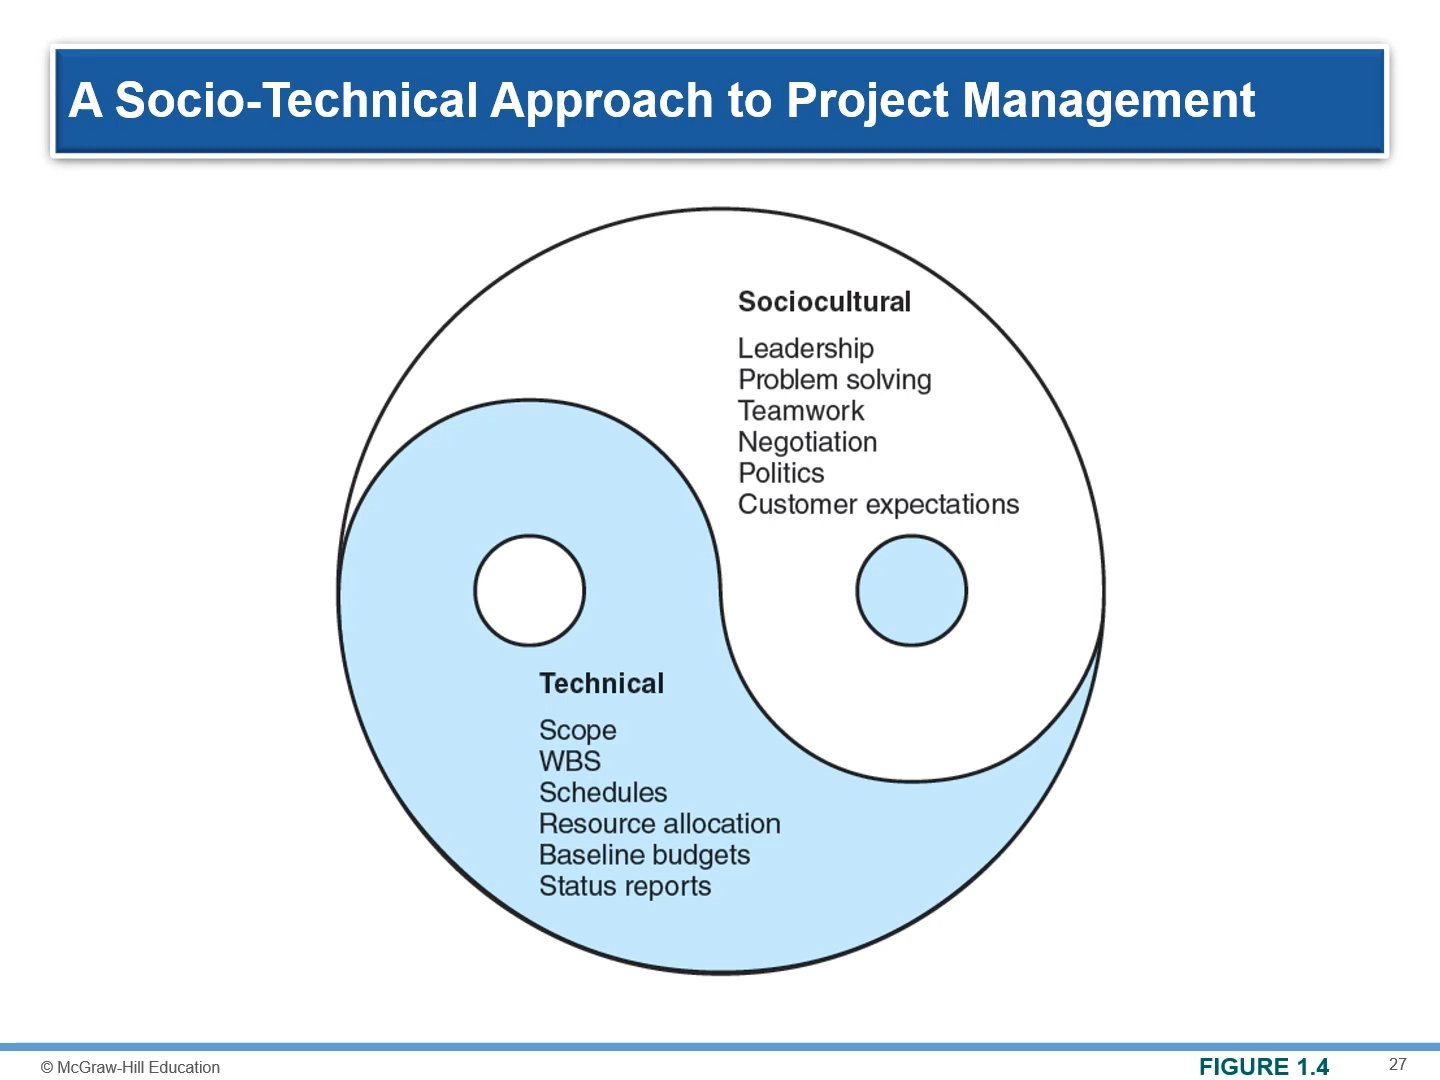 A Socio-Technical Approach to Project Management
Sociocultural
Leadership
Problem solving
Teamwork
Negotiation
Politics
Customer expectations
Technical
Scope
WBS
Schedules
Resource allocation
Baseline budgets
Status reports
© McGraw-Hill Education
FIGURE 1.4
27